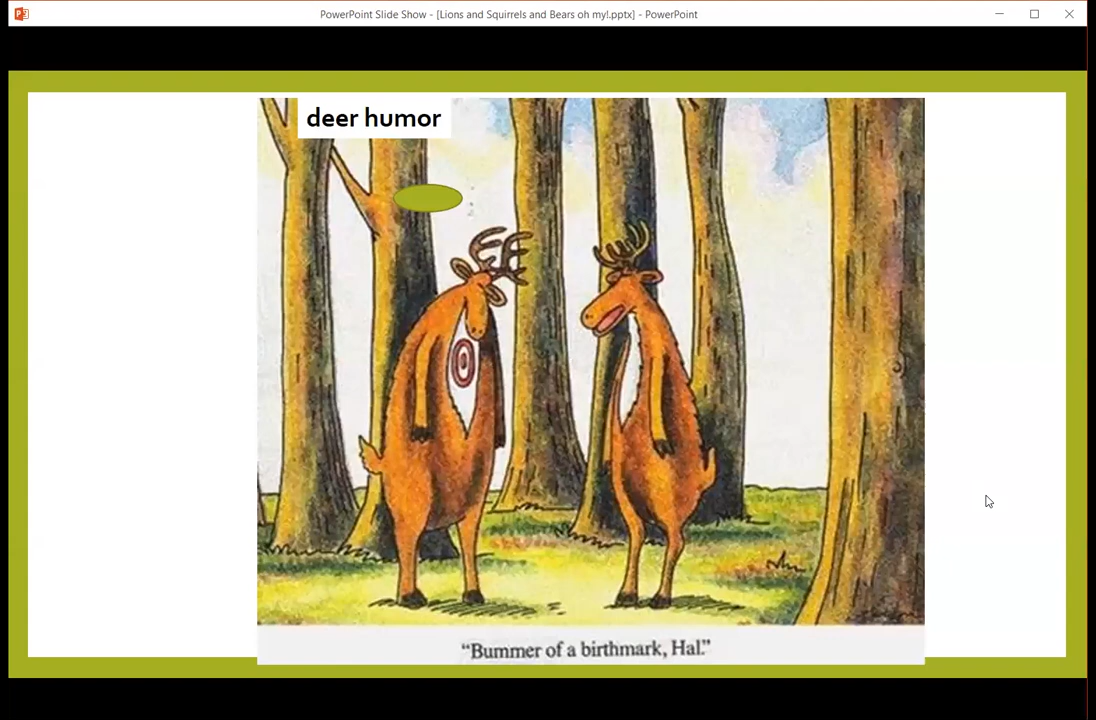 PowerPoint Slide Show - [Lions and Squirrels and Bears oh my!.pptx] - PowerPoint
deer humor
“Bummer of a birthmark, Hal.”